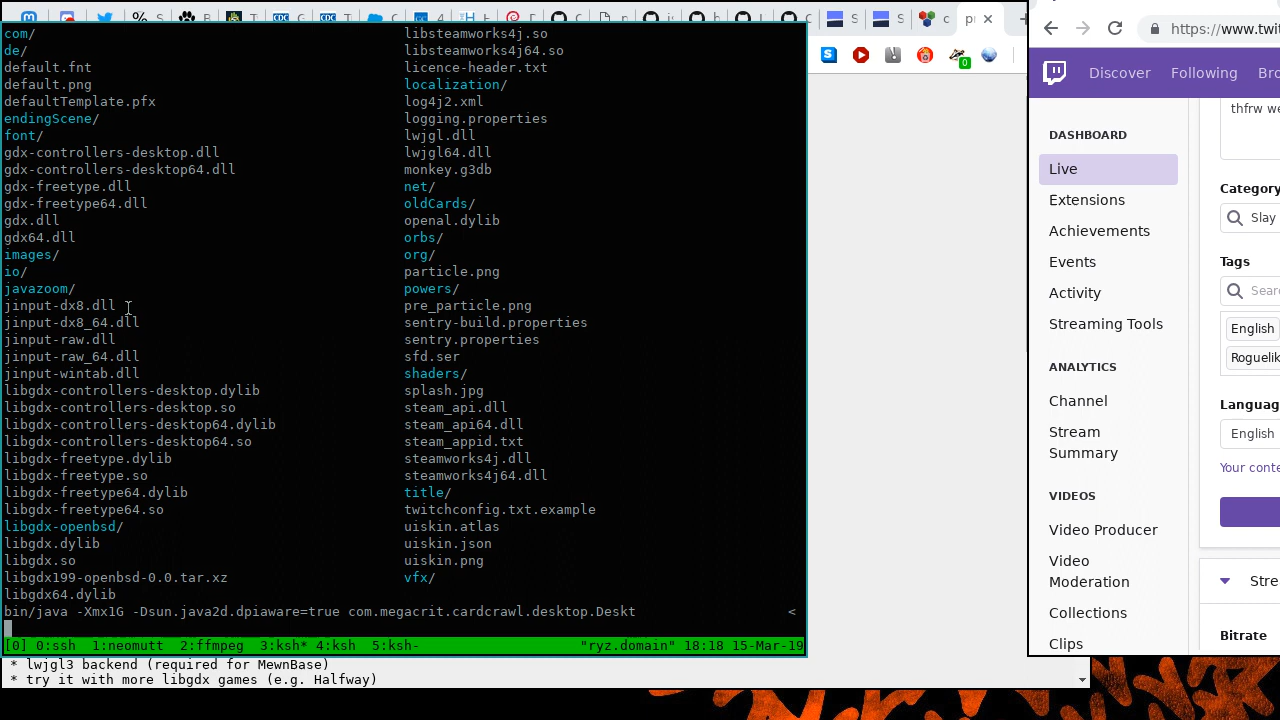 com/
de/
default.fnt
default.png
defaultTemplate.pfx
endingScene/
font/
gdx-controllers-desktop.dll
gdx-controllers-desktop64.dll
gdx-freetype.dll
gdx-freetype64.dll
gdx.dll
gdx64.dll
images/
io/
javazoom/
jinput-dx8.dll
jinput-dx8_64.dll
jinput-raw.dll
jinput-raw_64.dll
jinput-wintab.dll
libgdx-controllers-desktop.dylib
libgdx-controllers-desktop.so
libgdx-controllers-desktop64.dylib
libgdx-controllers-desktop64.so
libgdx-freetype.dylib
libgdx-freetype.so
libgdx-freetype64.dylib
libgdx-freetype64.so
libgdx-openbsd/
libgdx.dylib
libgdx.so
libgdx199-openbsd-0.0.tar.xz
libgdx64.dylib
libsteamworks4j.so
libsteamworks4j64.so
licence-header.txt
localization/
log4j2.xml
logging.properties
lwjgl.dll
lwjgl64.dll
monkey.g3db
net/
oldCards/
openal.dylib
orbs/
org/
particle.png
powers/
pre_particle.png
sentry-build.properties
sentry.properties
sfd.ser
shaders/
splash.jpg
steam_api.dll
steam_api64.dll
steam_appid.txt
steamworks4j.dll
steamworks4j64.dll
title/
twitchconfig.txt.example
uiskin.atlas
uiskin.json
uiskin.png
vfx/
bin/java -Xmx1G -Dsun.java2d.dpiaware=true com.megacrit.cardcrawl.desktop.Deskt <
[0] 0:ssh 1:neomutt 2:ffmpeg 3:ksh* 4:ksh 5:ksh- "ryz.domain" 18:18 15-Mar-19
* lwjgl3 backend (required for MewnBase)
* try it with more libgdx games (e.g. Halfway)
https://www.twit
Discover Following Bro
DASHBOARD
Live
Extensions
Achievements
Events
Activity
Streaming Tools
ANALYTICS
Channel
Stream
Summary
VIDEOS
Video Producer
Video
Moderation
Collections
Clips
thfrw we
Category
Slay
Tags
Sear
English
Roguelik
Languag
English
Your conte
Stre
Bitrate